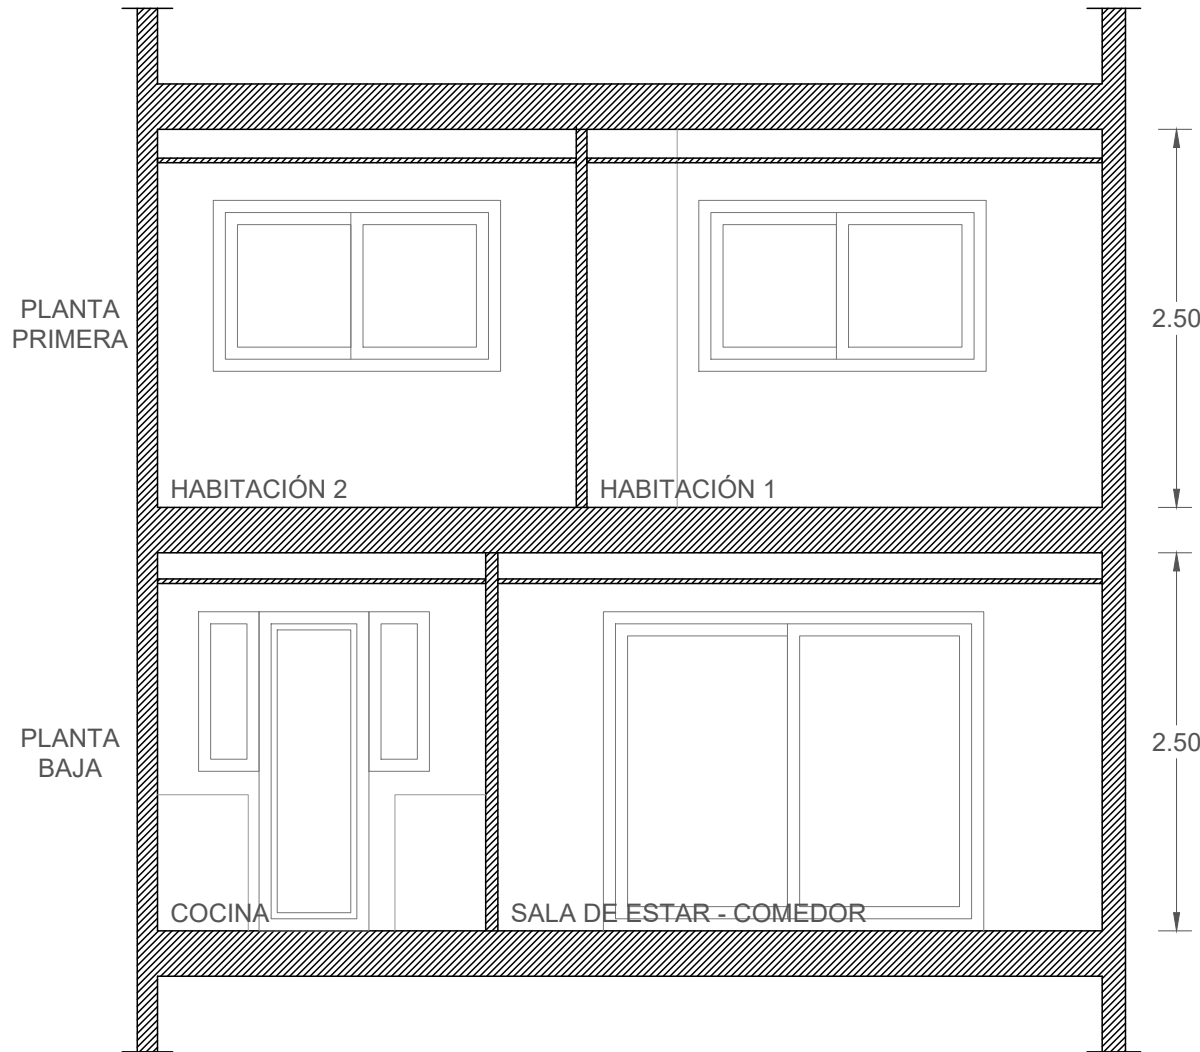 PLANTA
PRIMERA
2.50
HABITACIÓN 2
HABITACIÓN 1
PLANTA
BAJA
2.50
COCINA
SALA DE ESTAR - COMEDOR